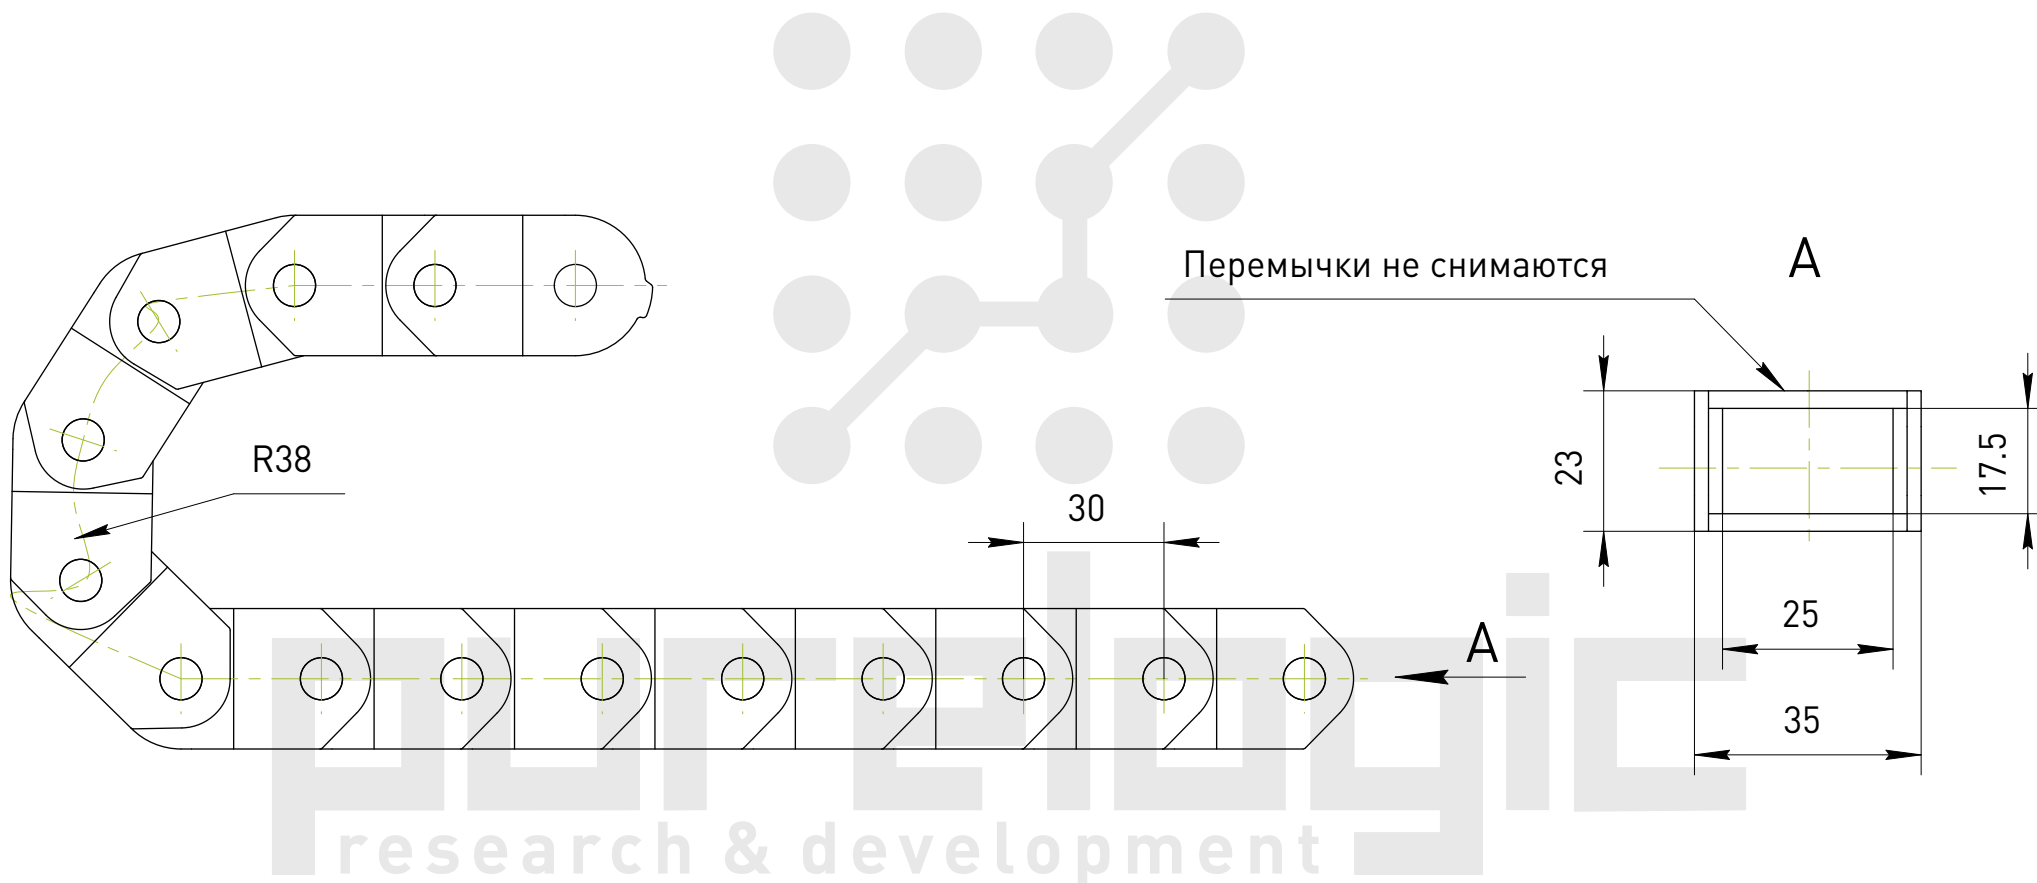 Перемычки не снимаются
A
R38
30
23
17.5
25
A
35
purelogic
research & development